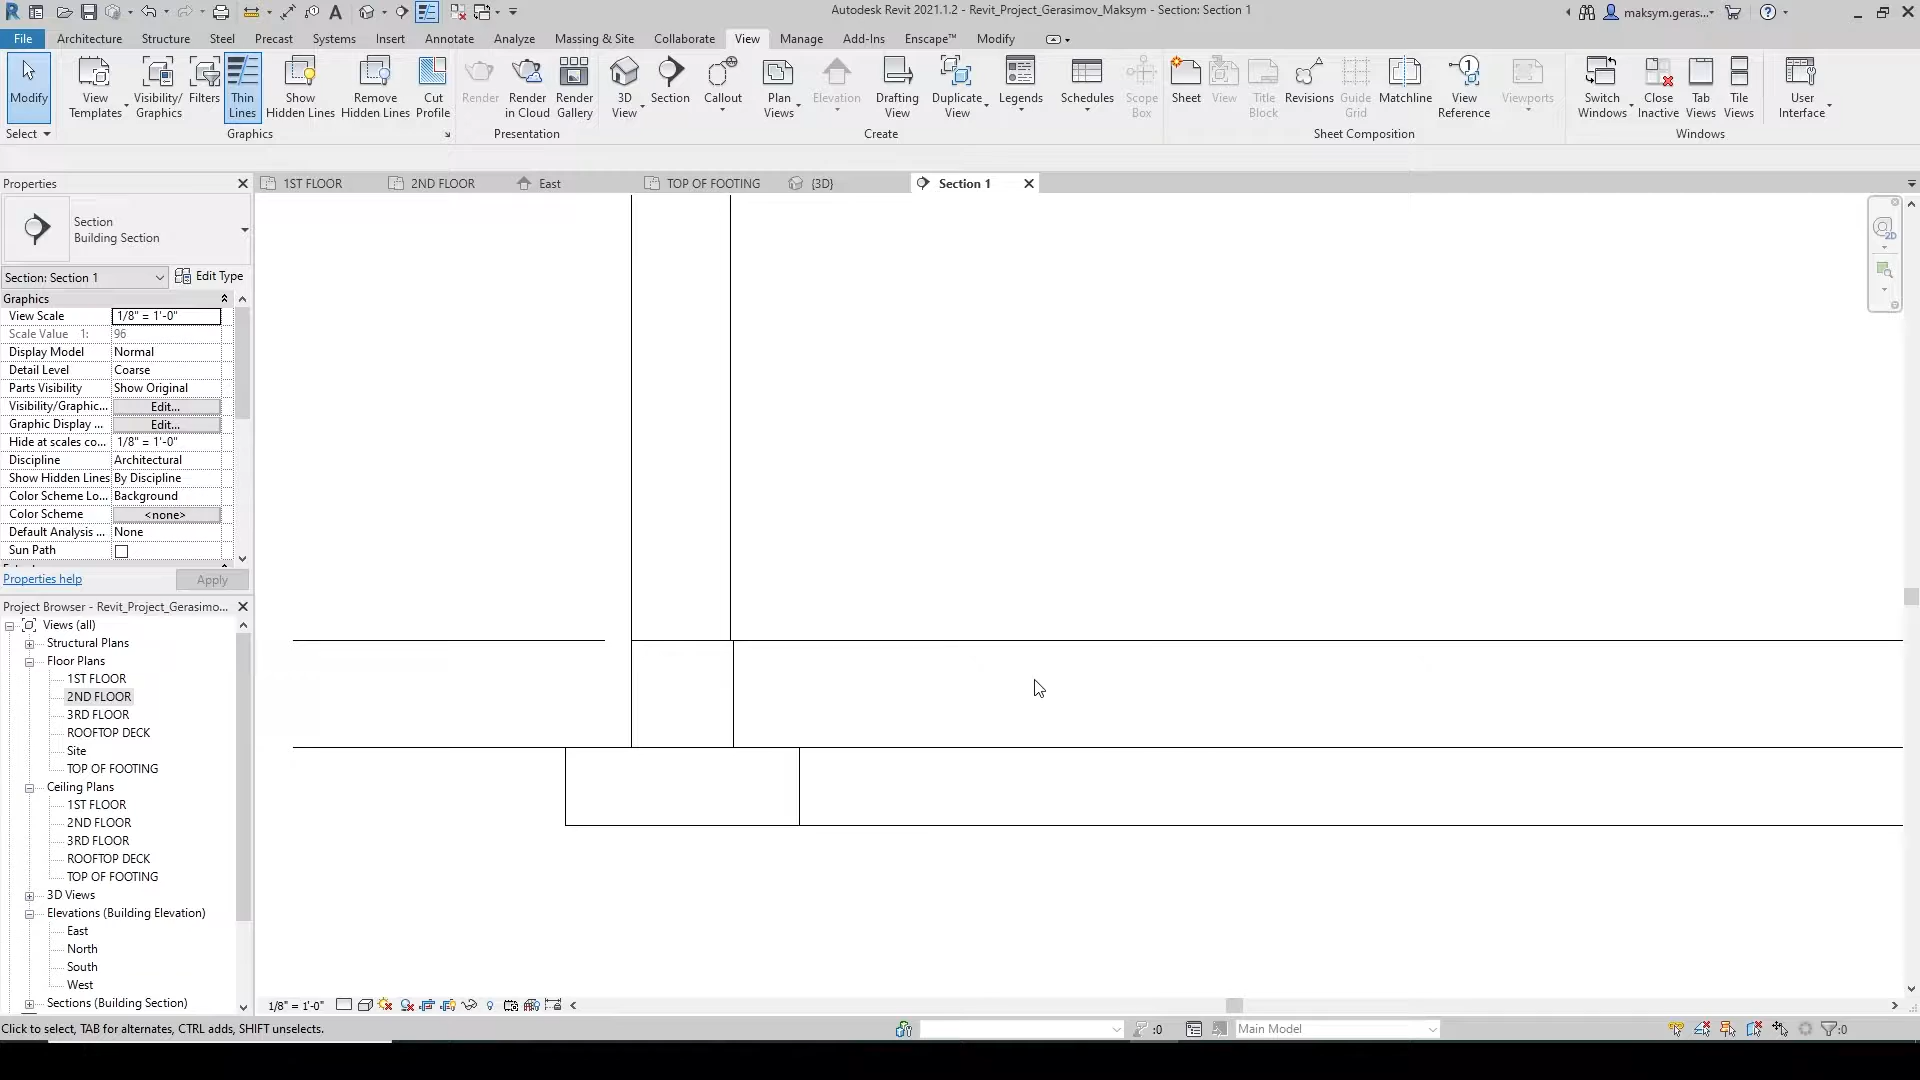 Autodesk Revit 2021.1.2 - Revit_Project_Gerasimov_Maksym - Section: Section 1
maksym.geras...
File Architecture Structure Steel Precast Systems Insert Annotate Analyze Massing & Site Collaborate View Manage Add-Ins Enscape™ Modify
Modify
View Templates
Visibility/ Graphics
Filters
Thin Lines
Show Hidden Lines
Remove Hidden Lines
Cut Profile
Render
Render in Cloud
Render Gallery
3D View
Section
Callout
Plan Views
Elevation
Drafting View
Duplicate View
Legends
Schedules
Scope Box
Sheet
View
Title Block
Revisions
Guide Grid
Matchline
View Reference
Viewports
Switch Windows
Close Inactive
Tab Views
Tile Views
User Interface
Select Graphics Presentation Create Sheet Composition Windows
Properties
1ST FLOOR 2ND FLOOR East TOP OF FOOTING {3D} Section 1
Section
Building Section
Section: Section 1 Edit Type
Graphics
View Scale 1/8" = 1'-0"
Scale Value 1: 96
Display Model Normal
Detail Level Coarse
Parts Visibility Show Original
Visibility/Graphic... Edit...
Graphic Display ... Edit...
Hide at scales co... 1/8" = 1'-0"
Discipline Architectural
Show Hidden Lines By Discipline
Color Scheme Lo... Background
Color Scheme <none>
Default Analysis ... None
Sun Path
Properties help Apply
Project Browser - Revit_Project_Gerasimo...
Views (all)
Structural Plans
Floor Plans
1ST FLOOR
2ND FLOOR
3RD FLOOR
ROOFTOP DECK
Site
TOP OF FOOTING
Ceiling Plans
1ST FLOOR
2ND FLOOR
3RD FLOOR
ROOFTOP DECK
TOP OF FOOTING
3D Views
Elevations (Building Elevation)
East
North
South
West
Sections (Building Section)
2D
1/8" = 1'-0"
Click to select, TAB for alternates, CTRL adds, SHIFT unselects.
:0
Main Model
:0